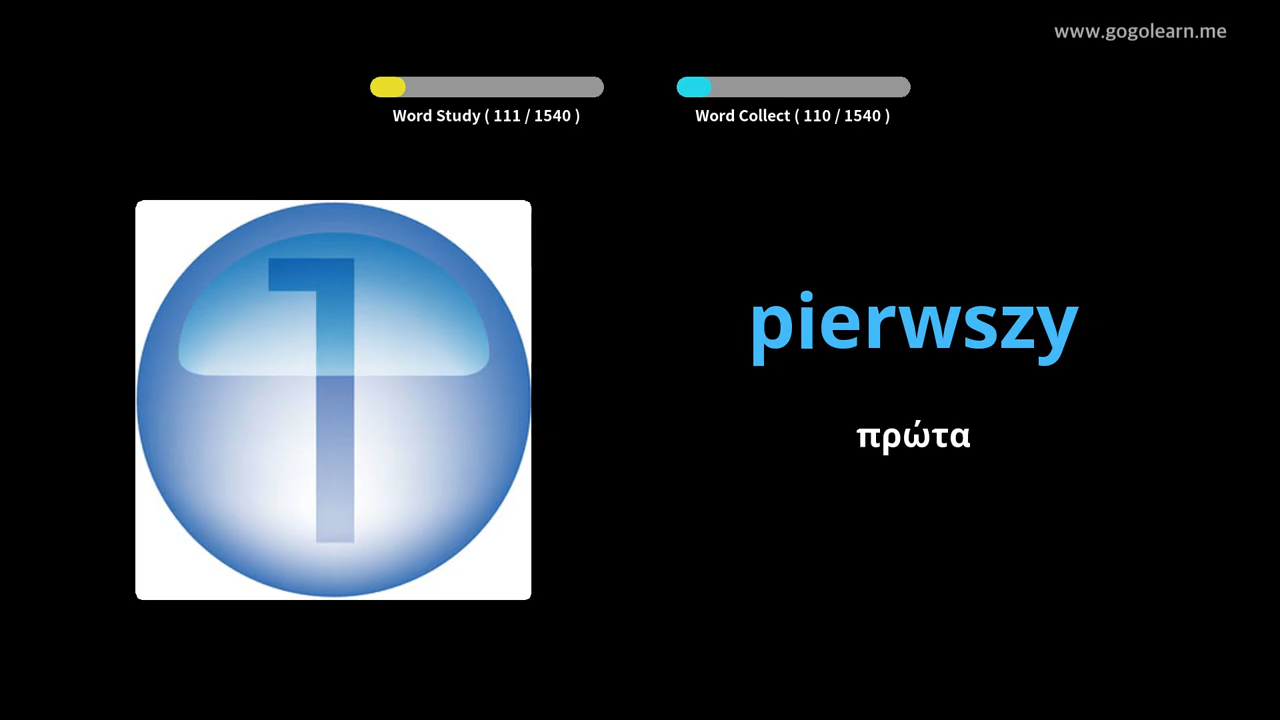 www.gogolearn.me
Word Study ( 111 / 1540 )
Word Collect ( 110 / 1540 )
1
pierwszy
πρώτα